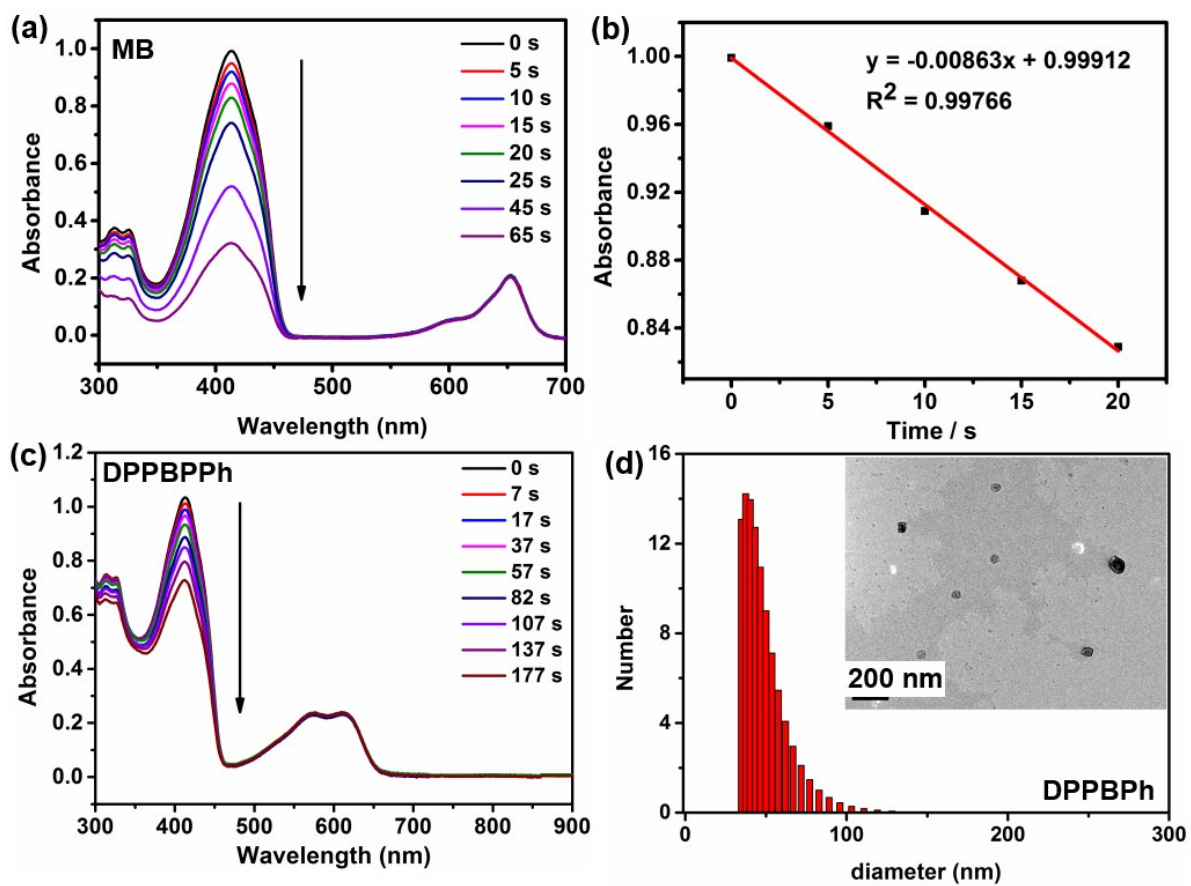 (a)
MB
0 s
5 s
10 s
15 s
20 s
25 s
45 s
65 s
1.0
0.8
0.6
0.4
0.2
0.0
Absorbance
300 400 500 600 700
Wavelength (nm)
(b)
y = -0.00863x + 0.99912
R² = 0.99766
1.00
0.96
0.92
0.88
0.84
Absorbance
0 5 10 15 20
Time / s
(c)
DPPBPPh
0 s
7 s
17 s
37 s
57 s
82 s
107 s
137 s
177 s
1.2
1.0
0.8
0.6
0.4
0.2
0.0
Absorbance
300 400 500 600 700 800 900
Wavelength (nm)
(d)
16
12
8
4
0
Number
200 nm
DPPBPh
0 100 200 300
diameter (nm)